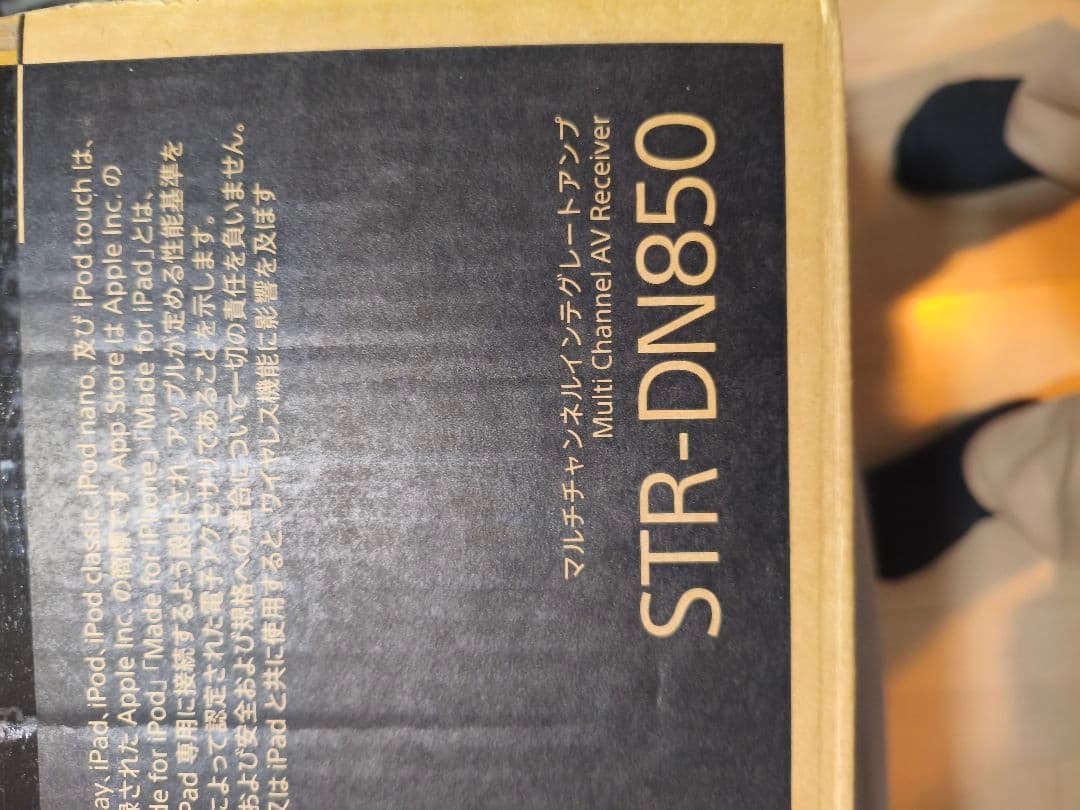 ay、iPad、iPod、iPod classic、iPod nano、及び iPod touch は、
録された Apple Inc. の商標です。App Store は Apple Inc. の
de for iPod」「Made for iPhone」「Made for iPad」とは、
Pad 専用に接続するよう設計され、アップルが定める性能基準を
によって認定された電子アクセサリであることを示します。
および安全および規格への適合について一切の責任を負いません。
又は iPad と共に使用すると、ワイヤレス機能に影響を及ぼす
マルチチャンネルインテグレートアンプ
Multi Channel AV Receiver
STR-DN850